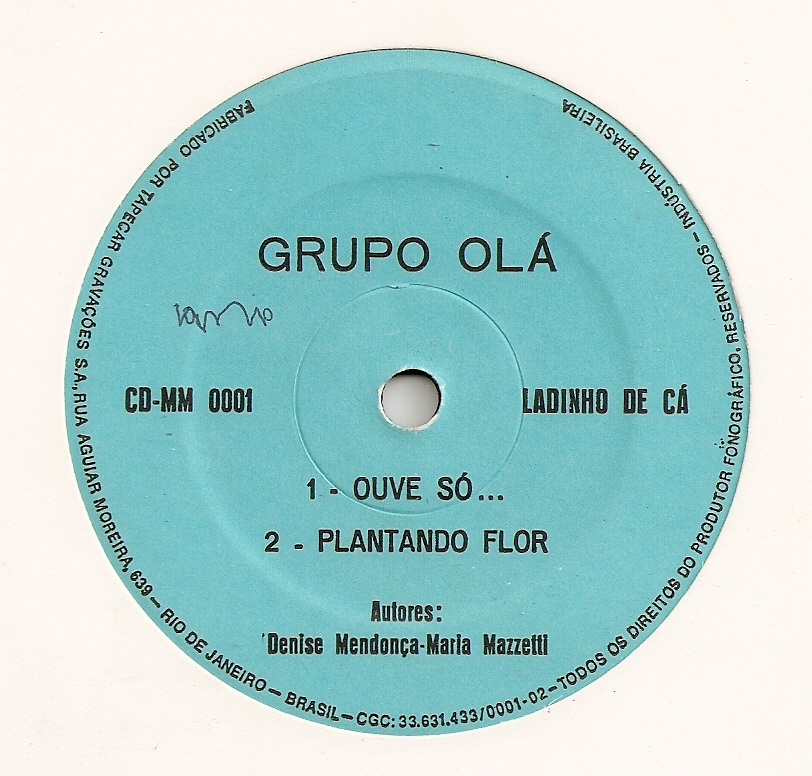 GRUPO OLÁ
CD-MM 0001
LADINHO DE CÁ
1 - OUVE SÓ...
2 - PLANTANDO FLOR
Autores:
Denise Mendonça-Maria Mazzetti
FABRICADO POR TAPECAR GRAVAÇÕES S.A., RUA AGUIAR MOREIRA, 639 - RIO DE JANEIRO - BRASIL - CGC: 33.631.433/0001-02 - TODOS OS DIREITOS DO PRODUTOR FONOGRÁFICO, RESERVADOS - INDÚSTRIA BRASILEIRA